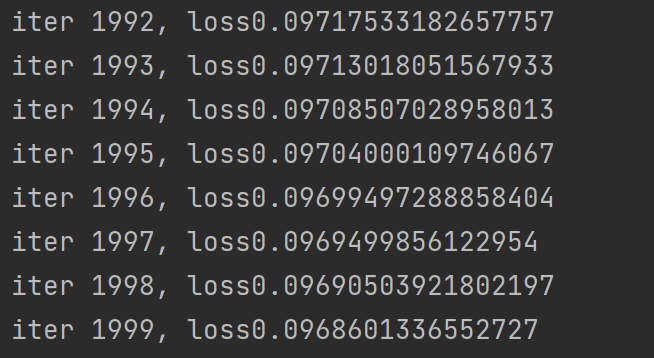 iter 1992, loss0.09717533182657757
iter 1993, loss0.09713018051567933
iter 1994, loss0.09708507028958013
iter 1995, loss0.09704000109746067
iter 1996, loss0.09699497288858404
iter 1997, loss0.0969499856122954
iter 1998, loss0.09690503921802197
iter 1999, loss0.0968601336552727